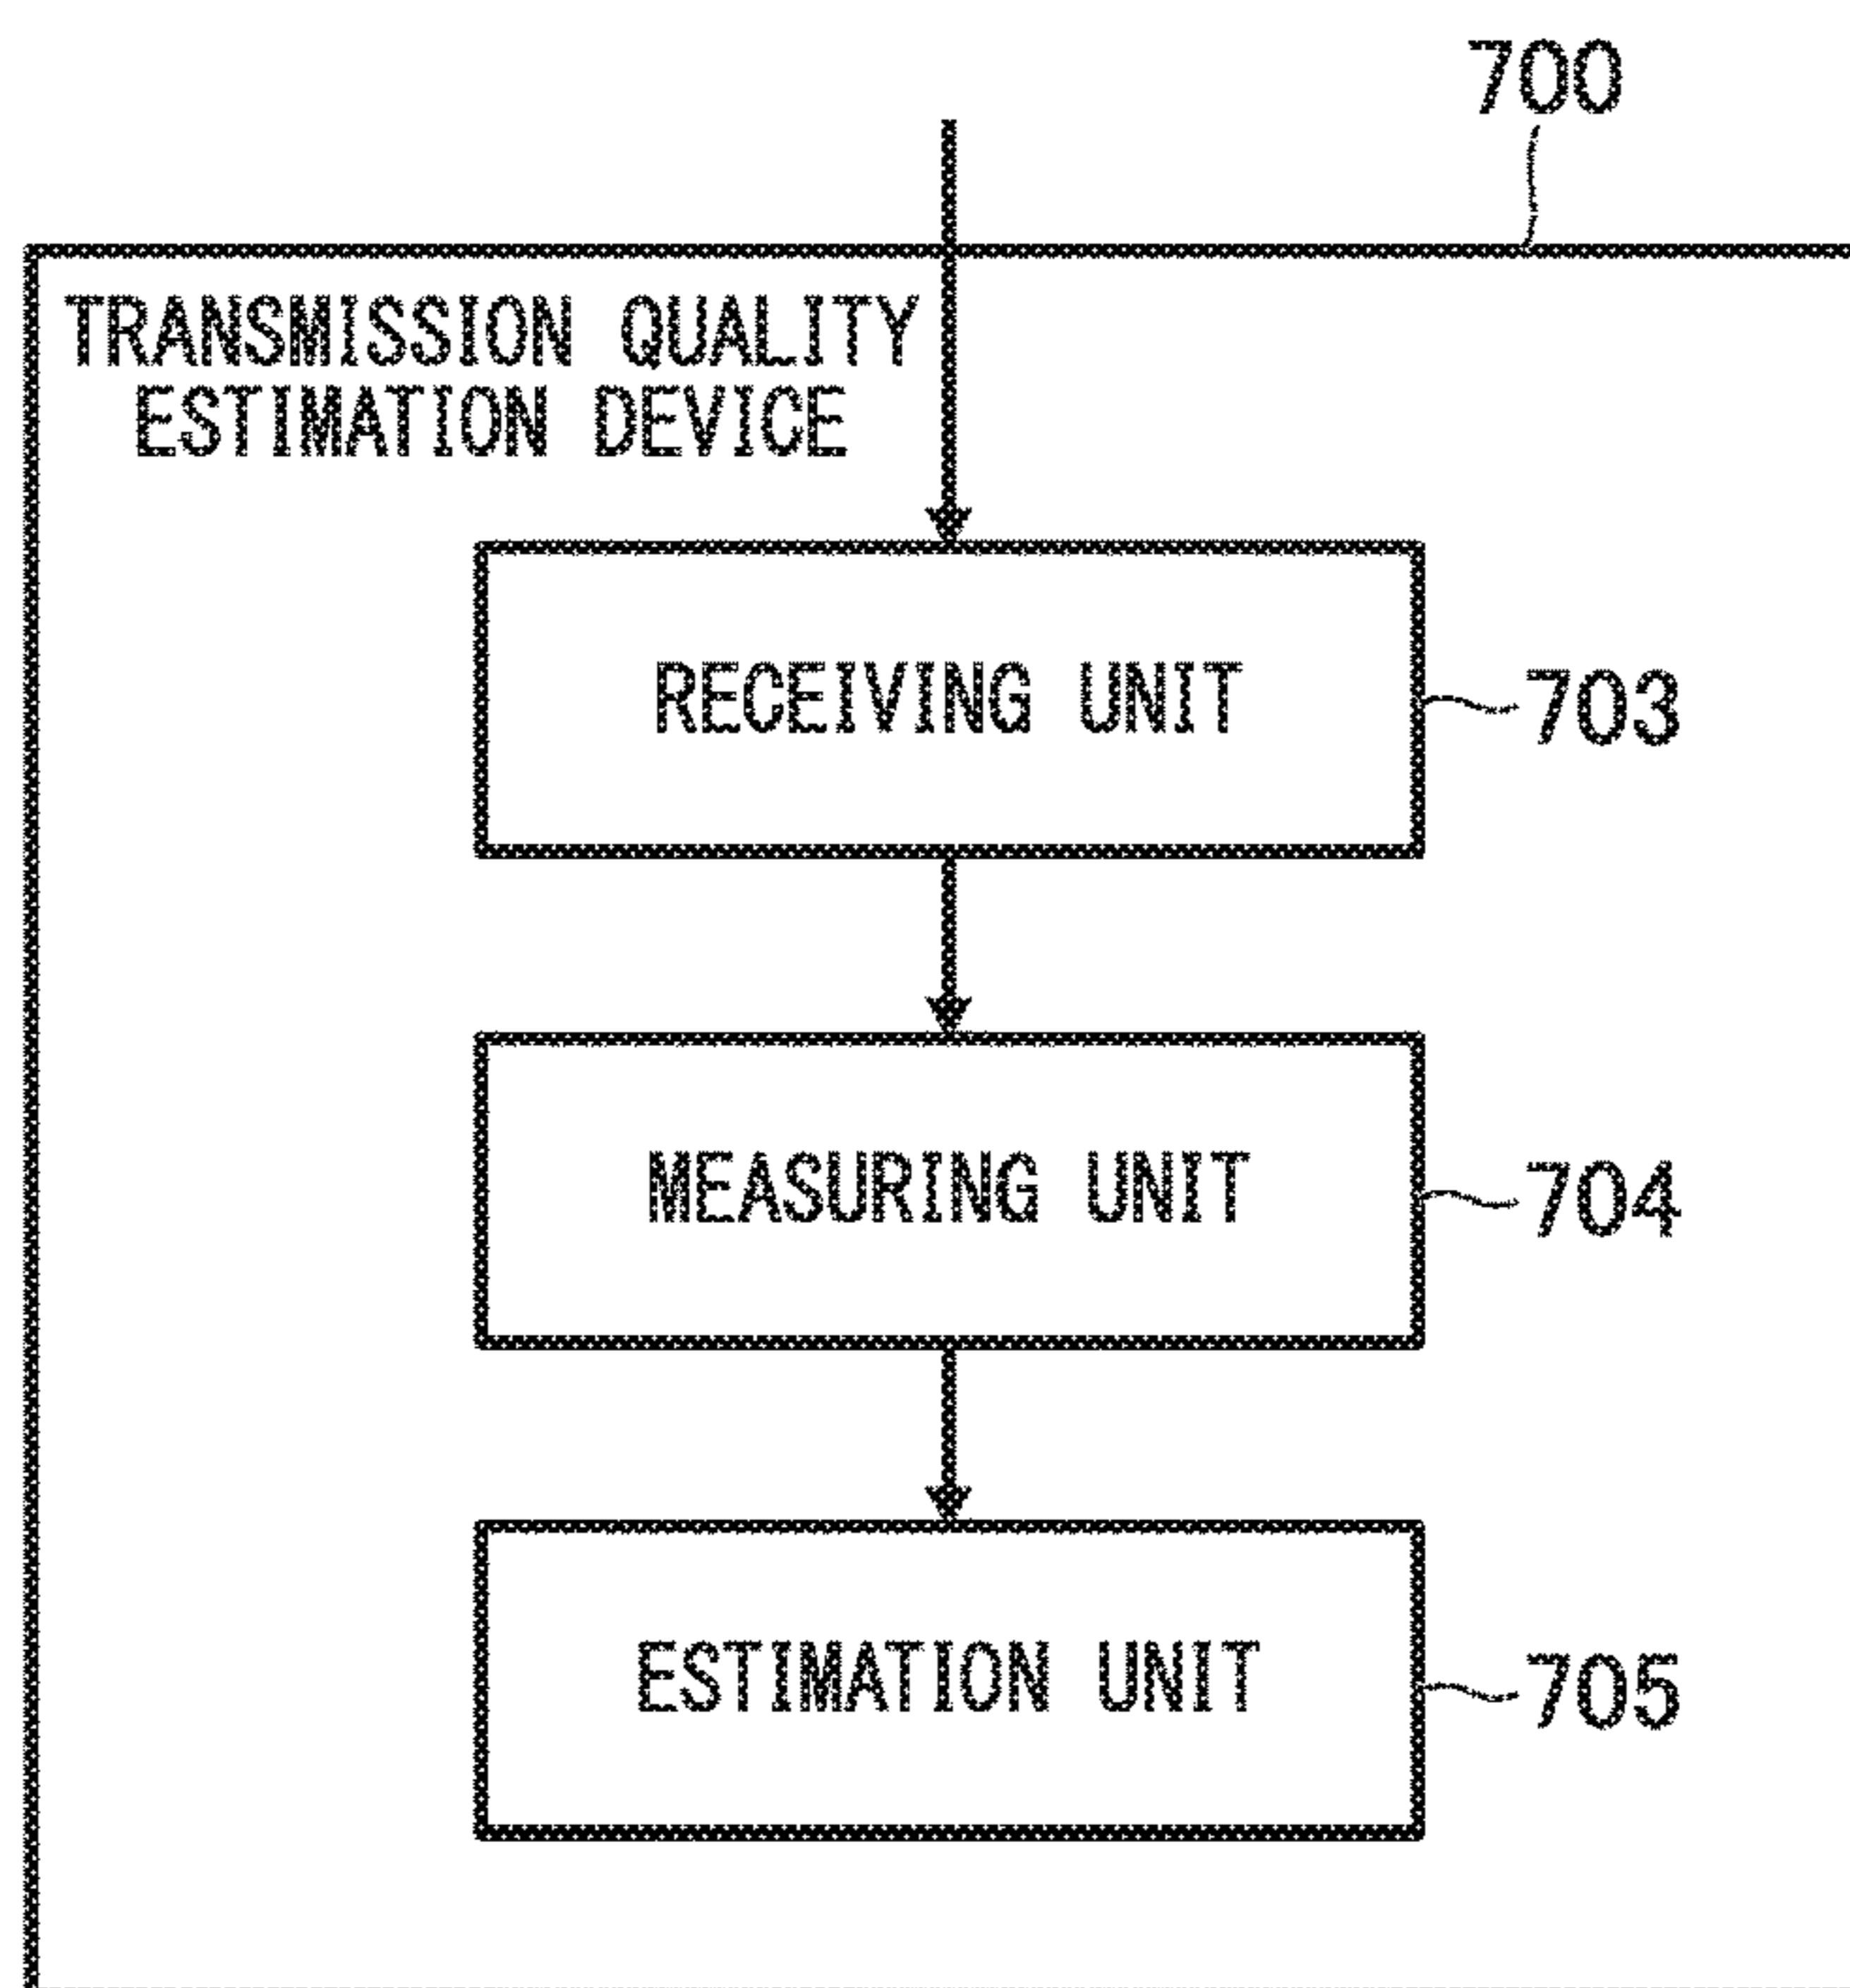 700
TRANSMISSION QUALITY
ESTIMATION DEVICE
RECEIVING UNIT
703
MEASURING UNIT
704
ESTIMATION UNIT
705